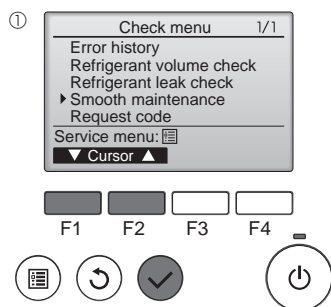 ①
Check menu 1/1
Error history
Refrigerant volume check
Refrigerant leak check
Smooth maintenance
Request code
Service menu:
▼ Cursor ▲
F1 F2 F3 F4